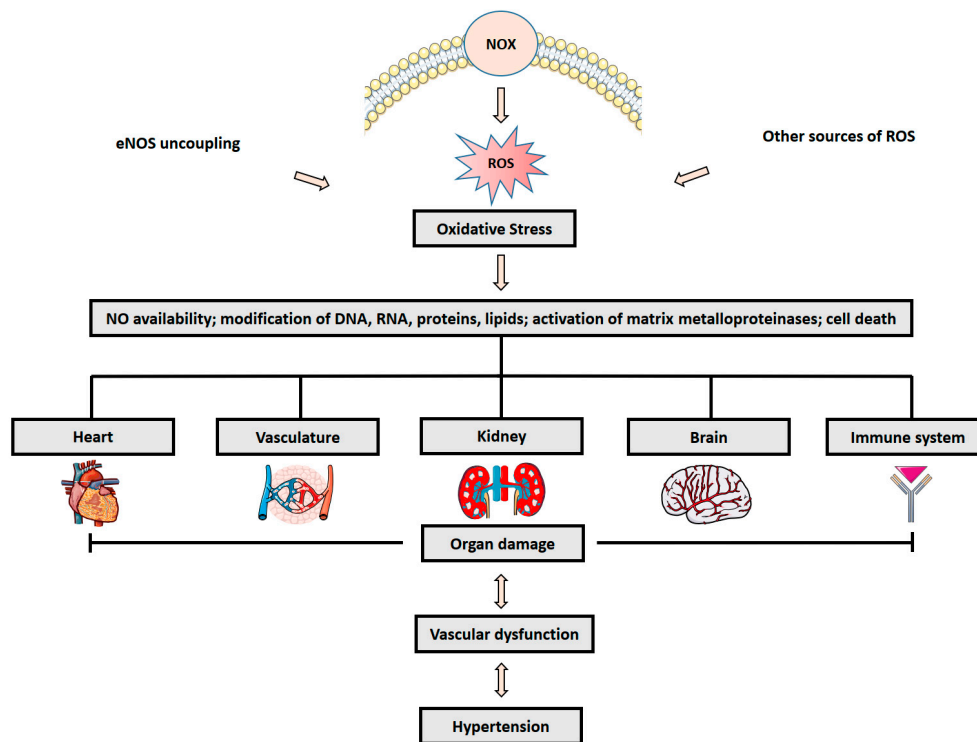 NOX
eNOS uncoupling
Other sources of ROS
ROS
Oxidative Stress
NO availability; modification of DNA, RNA, proteins, lipids; activation of matrix metalloproteinases; cell death
Heart
Vasculature
Kidney
Brain
Immune system
Organ damage
Vascular dysfunction
Hypertension